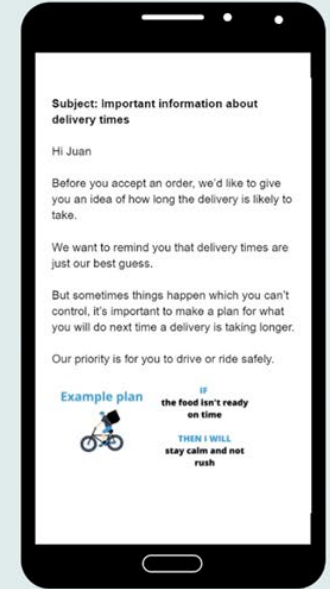 Subject: Important information about
delivery times
Hi Juan
Before you accept an order, we'd like to give
you an idea of how long the delivery is likely to
take.
We want to remind you that delivery times are
just our best guess.
But sometimes things happen which you can't
control, it's important to make a plan for what
you will do next time a delivery is taking longer.
Our priority is for you to drive or ride safely.
Example plan
IF
the food isn't ready
on time
THEN I WILL
stay calm and not
rush